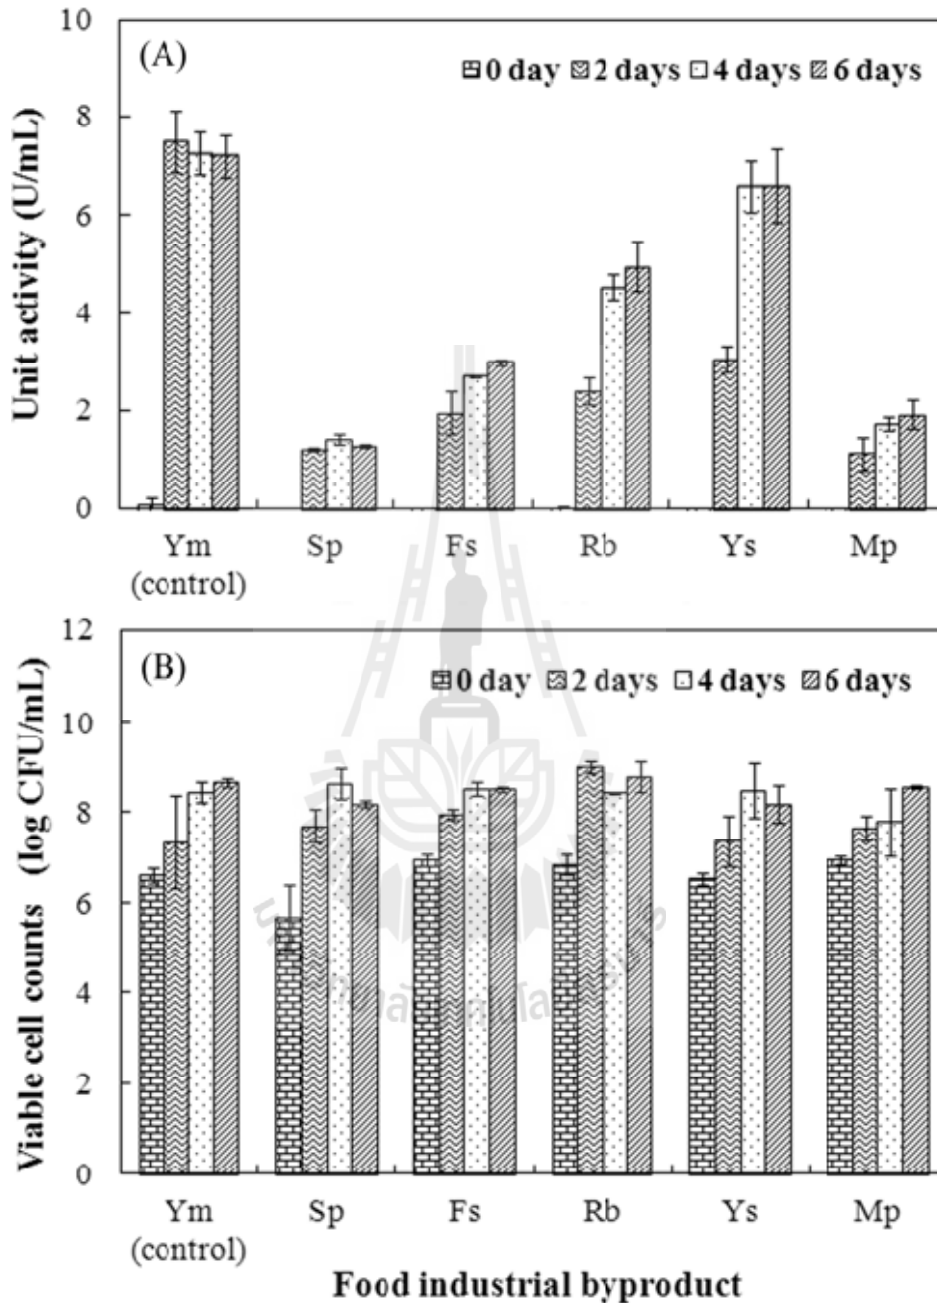 10
(A)
0 day 2 days 4 days 6 days
8
6
4
2
0
Unit activity (U/mL)
Ym Sp Fs Rb Ys Mp
(control)
12
(B)
0 day 2 days 4 days 6 days
10
8
6
4
2
0
Viable cell counts (log CFU/mL)
Ym Sp Fs Rb Ys Mp
(control)
Food industrial byproduct